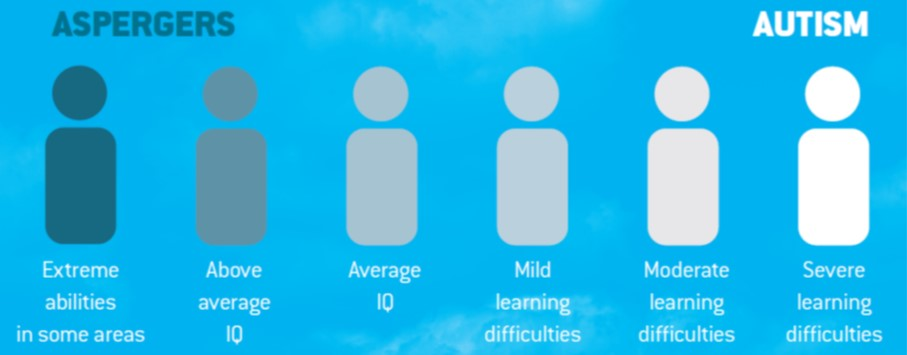 ASPERGERS
AUTISM
Extreme
abilities
in some areas
Above
average
IQ
Average
IQ
Mild
learning
difficulties
Moderate
learning
difficulties
Severe
learning
difficulties